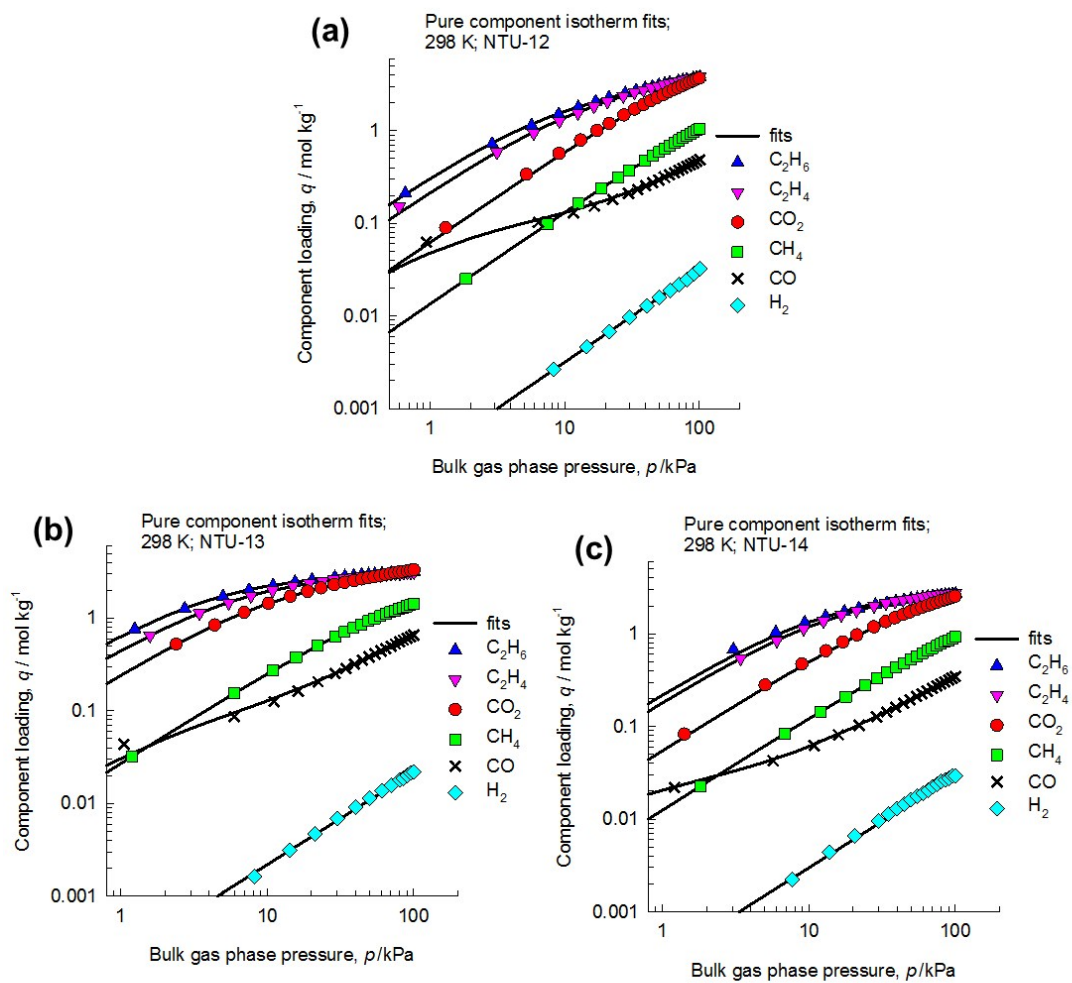 (a)
Pure component isotherm fits;
298 K; NTU-12
Component loading, q / mol kg⁻¹
1
0.1
0.01
0.001
1
10
100
Bulk gas phase pressure, p/kPa
fits
C₂H₆
C₂H₄
CO₂
CH₄
CO
H₂
(b)
Pure component isotherm fits;
298 K; NTU-13
Component loading, q / mol kg⁻¹
1
0.1
0.01
0.001
1
10
100
Bulk gas phase pressure, p/kPa
fits
C₂H₆
C₂H₄
CO₂
CH₄
CO
H₂
(c)
Pure component isotherm fits;
298 K; NTU-14
Component loading, q / mol kg⁻¹
1
0.1
0.01
0.001
1
10
100
Bulk gas phase pressure, p/kPa
fits
C₂H₆
C₂H₄
CO₂
CH₄
CO
H₂